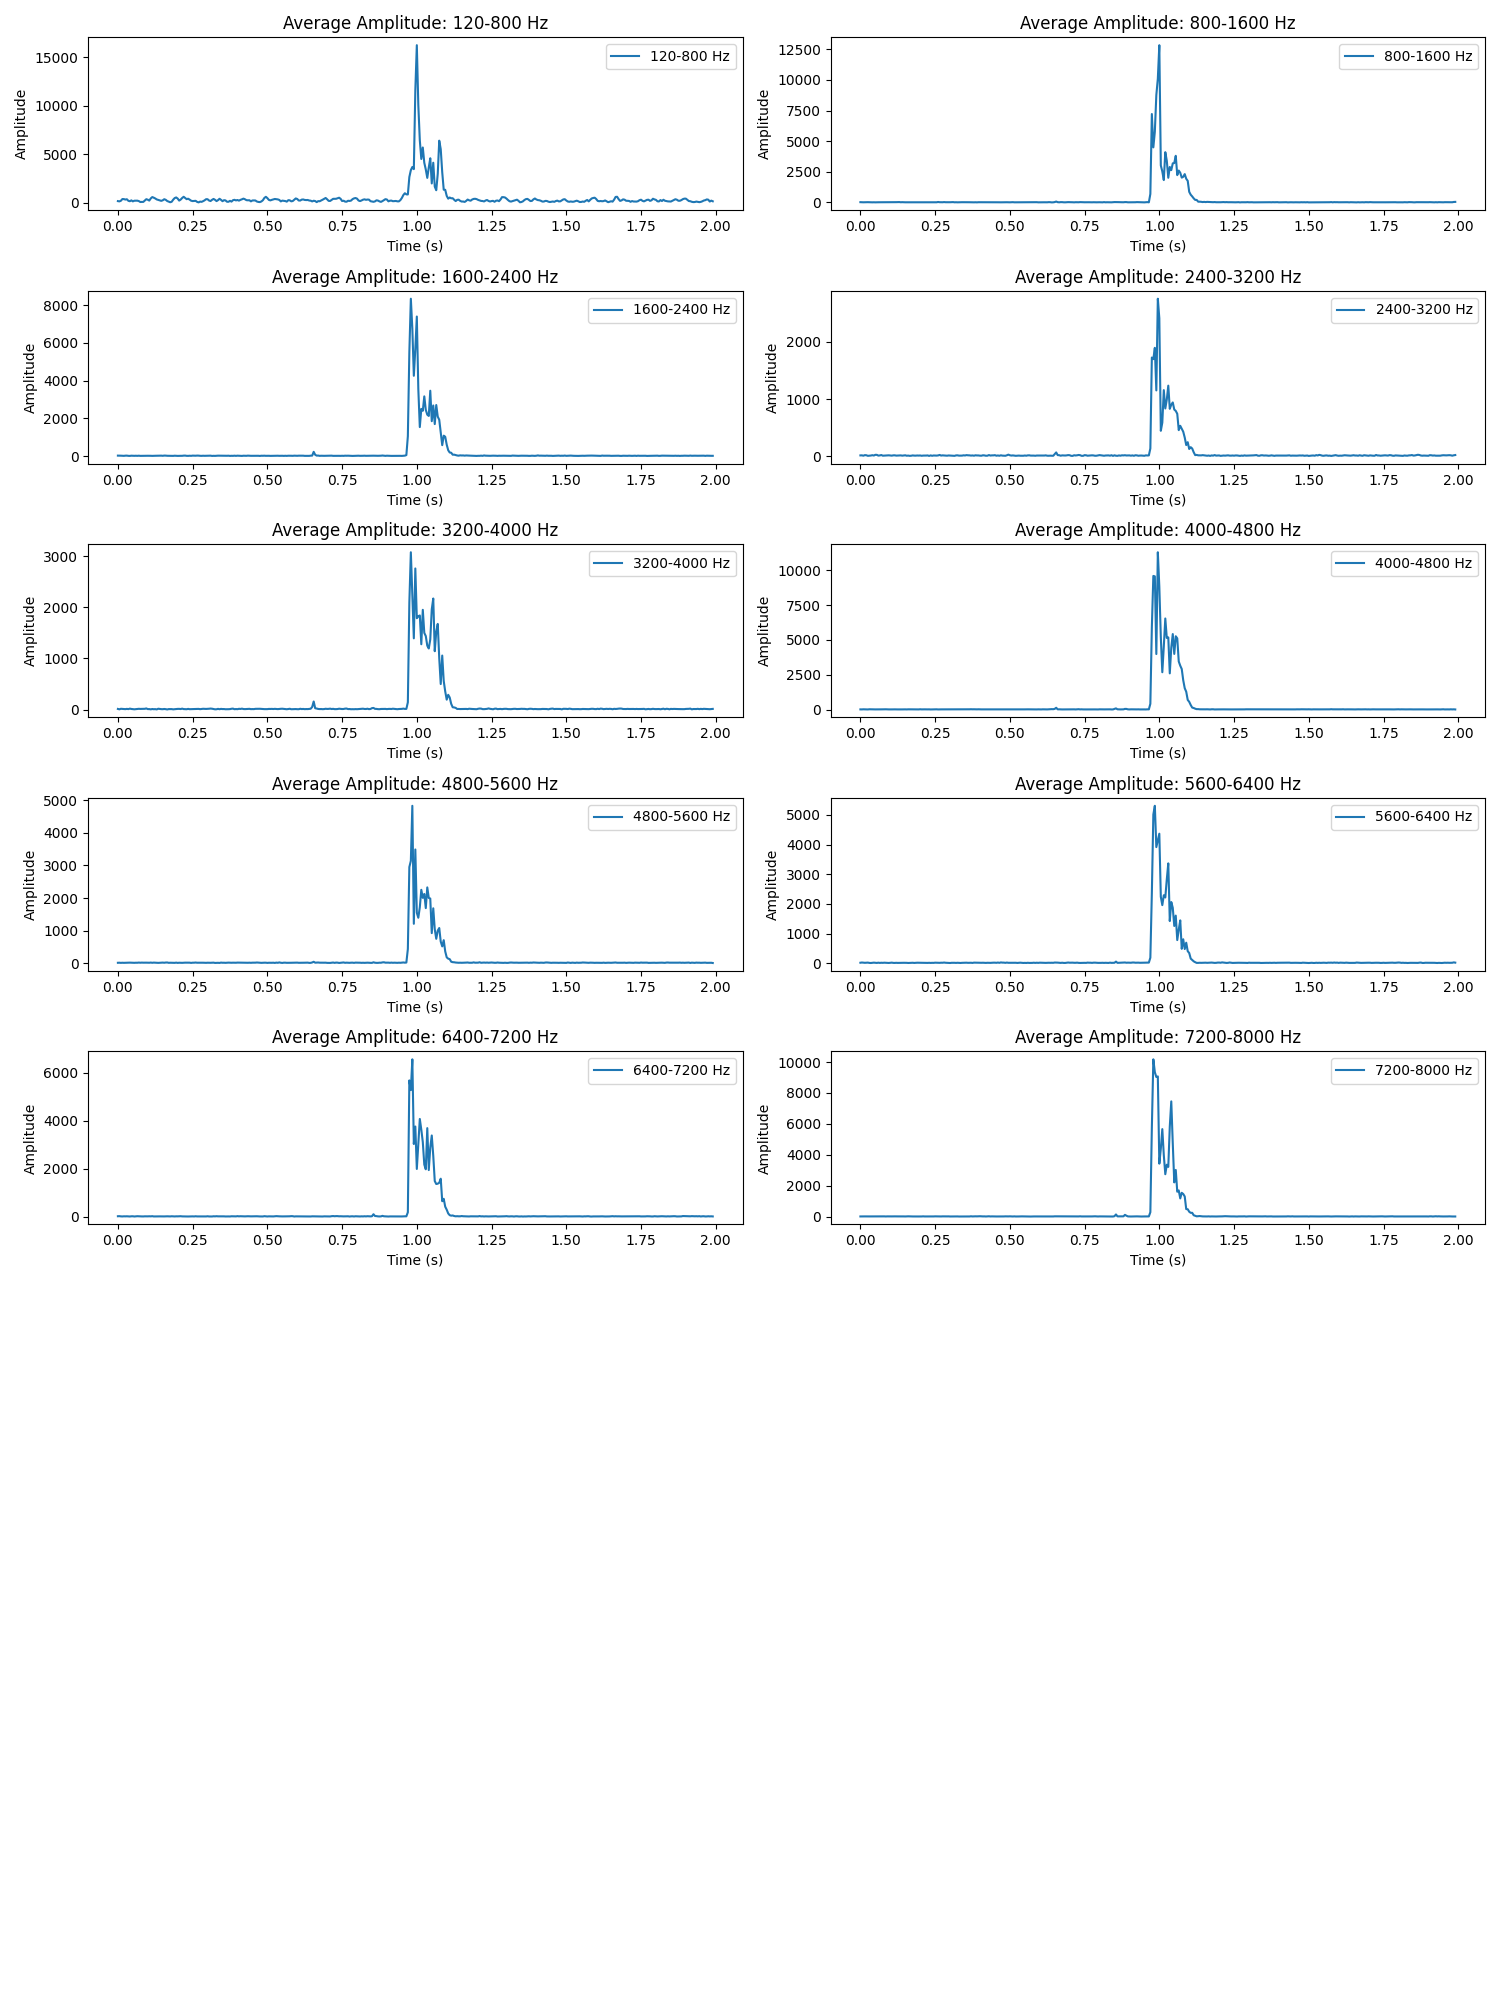 Average Amplitude: 120-800 Hz
Amplitude
15000
10000
5000
0
120-800 Hz
0.00 0.25 0.50 0.75 1.00 1.25 1.50 1.75 2.00
Time (s)
Average Amplitude: 800-1600 Hz
Amplitude
12500
10000
7500
5000
2500
0
800-1600 Hz
0.00 0.25 0.50 0.75 1.00 1.25 1.50 1.75 2.00
Time (s)
Average Amplitude: 1600-2400 Hz
Amplitude
8000
6000
4000
2000
0
1600-2400 Hz
0.00 0.25 0.50 0.75 1.00 1.25 1.50 1.75 2.00
Time (s)
Average Amplitude: 2400-3200 Hz
Amplitude
2000
1000
0
2400-3200 Hz
0.00 0.25 0.50 0.75 1.00 1.25 1.50 1.75 2.00
Time (s)
Average Amplitude: 3200-4000 Hz
Amplitude
3000
2000
1000
0
3200-4000 Hz
0.00 0.25 0.50 0.75 1.00 1.25 1.50 1.75 2.00
Time (s)
Average Amplitude: 4000-4800 Hz
Amplitude
10000
7500
5000
2500
0
4000-4800 Hz
0.00 0.25 0.50 0.75 1.00 1.25 1.50 1.75 2.00
Time (s)
Average Amplitude: 4800-5600 Hz
Amplitude
5000
4000
3000
2000
1000
0
4800-5600 Hz
0.00 0.25 0.50 0.75 1.00 1.25 1.50 1.75 2.00
Time (s)
Average Amplitude: 5600-6400 Hz
Amplitude
5000
4000
3000
2000
1000
0
5600-6400 Hz
0.00 0.25 0.50 0.75 1.00 1.25 1.50 1.75 2.00
Time (s)
Average Amplitude: 6400-7200 Hz
Amplitude
6000
4000
2000
0
6400-7200 Hz
0.00 0.25 0.50 0.75 1.00 1.25 1.50 1.75 2.00
Time (s)
Average Amplitude: 7200-8000 Hz
Amplitude
10000
8000
6000
4000
2000
0
7200-8000 Hz
0.00 0.25 0.50 0.75 1.00 1.25 1.50 1.75 2.00
Time (s)